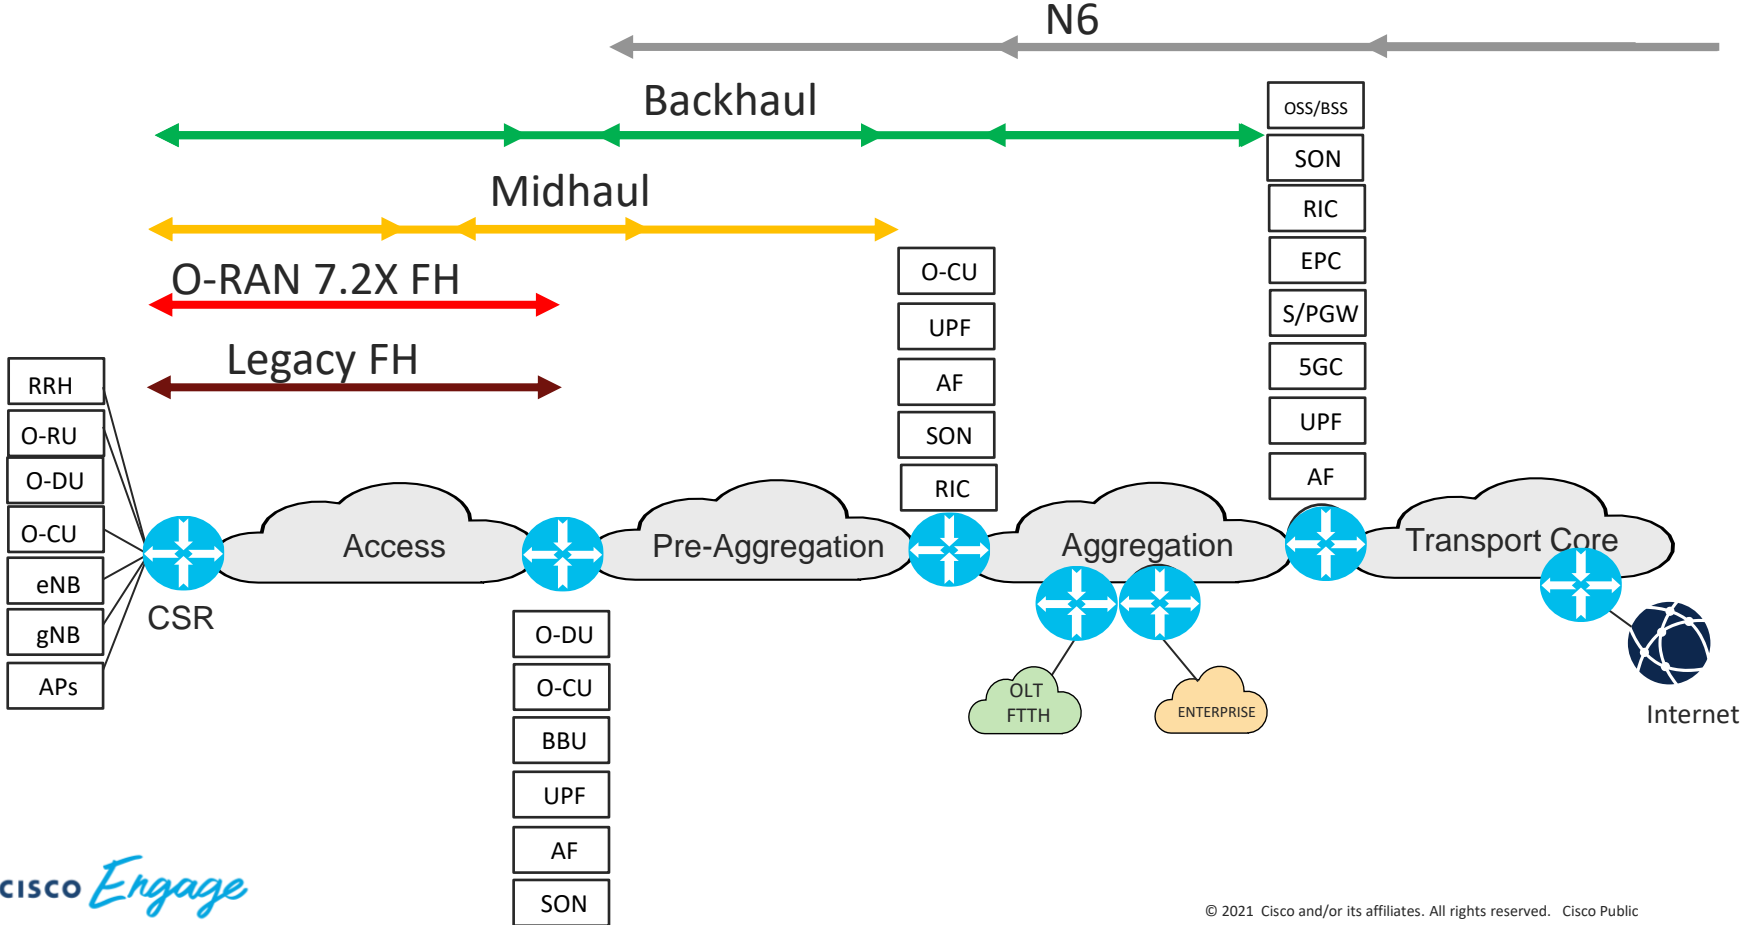 N6
Backhaul
Midhaul
O-RAN 7.2X FH
Legacy FH
RRH
O-RU
O-DU
O-CU
eNB
gNB
APs
CSR
Access
O-DU
O-CU
BBU
UPF
AF
SON
Pre-Aggregation
O-CU
UPF
AF
SON
RIC
Aggregation
OLT
FTTH
ENTERPRISE
OSS/BSS
SON
RIC
EPC
S/PGW
5GC
UPF
AF
Transport Core
Internet
CISCO Engage
© 2021 Cisco and/or its affiliates. All rights reserved. Cisco Public